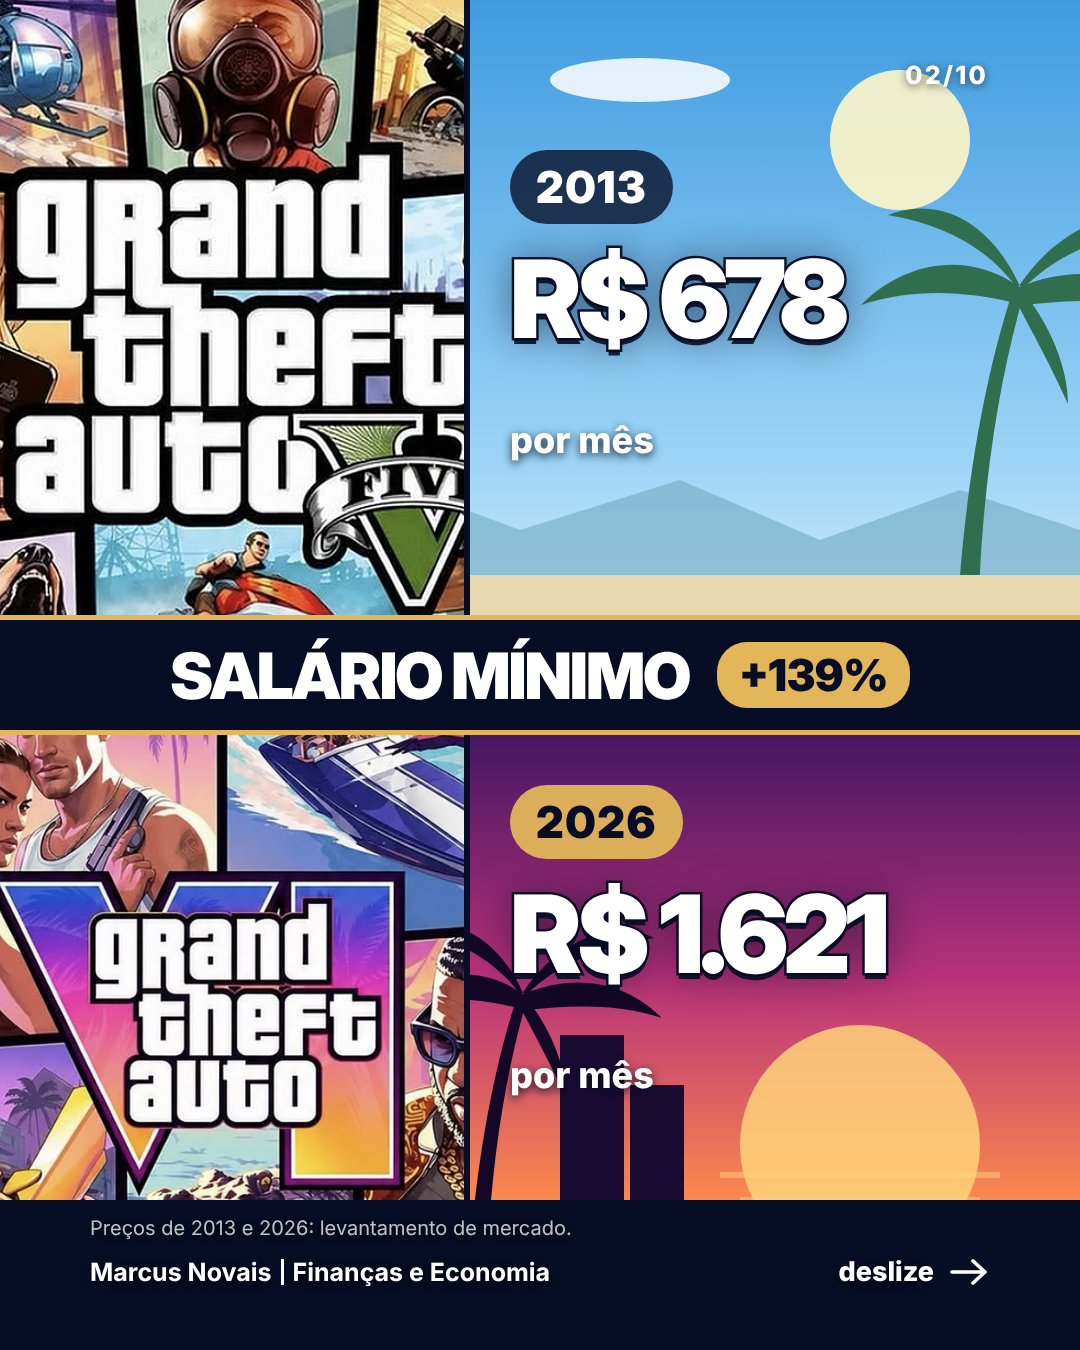 grand
theft
auto
FIV
02/10
2013
R$ 678
por mês
SALÁRIO MÍNIMO
+139%
VI
grand
theft
auto
2026
R$ 1.621
por mês
Preços de 2013 e 2026: levantamento de mercado.
Marcus Novais | Finanças e Economia
deslize →